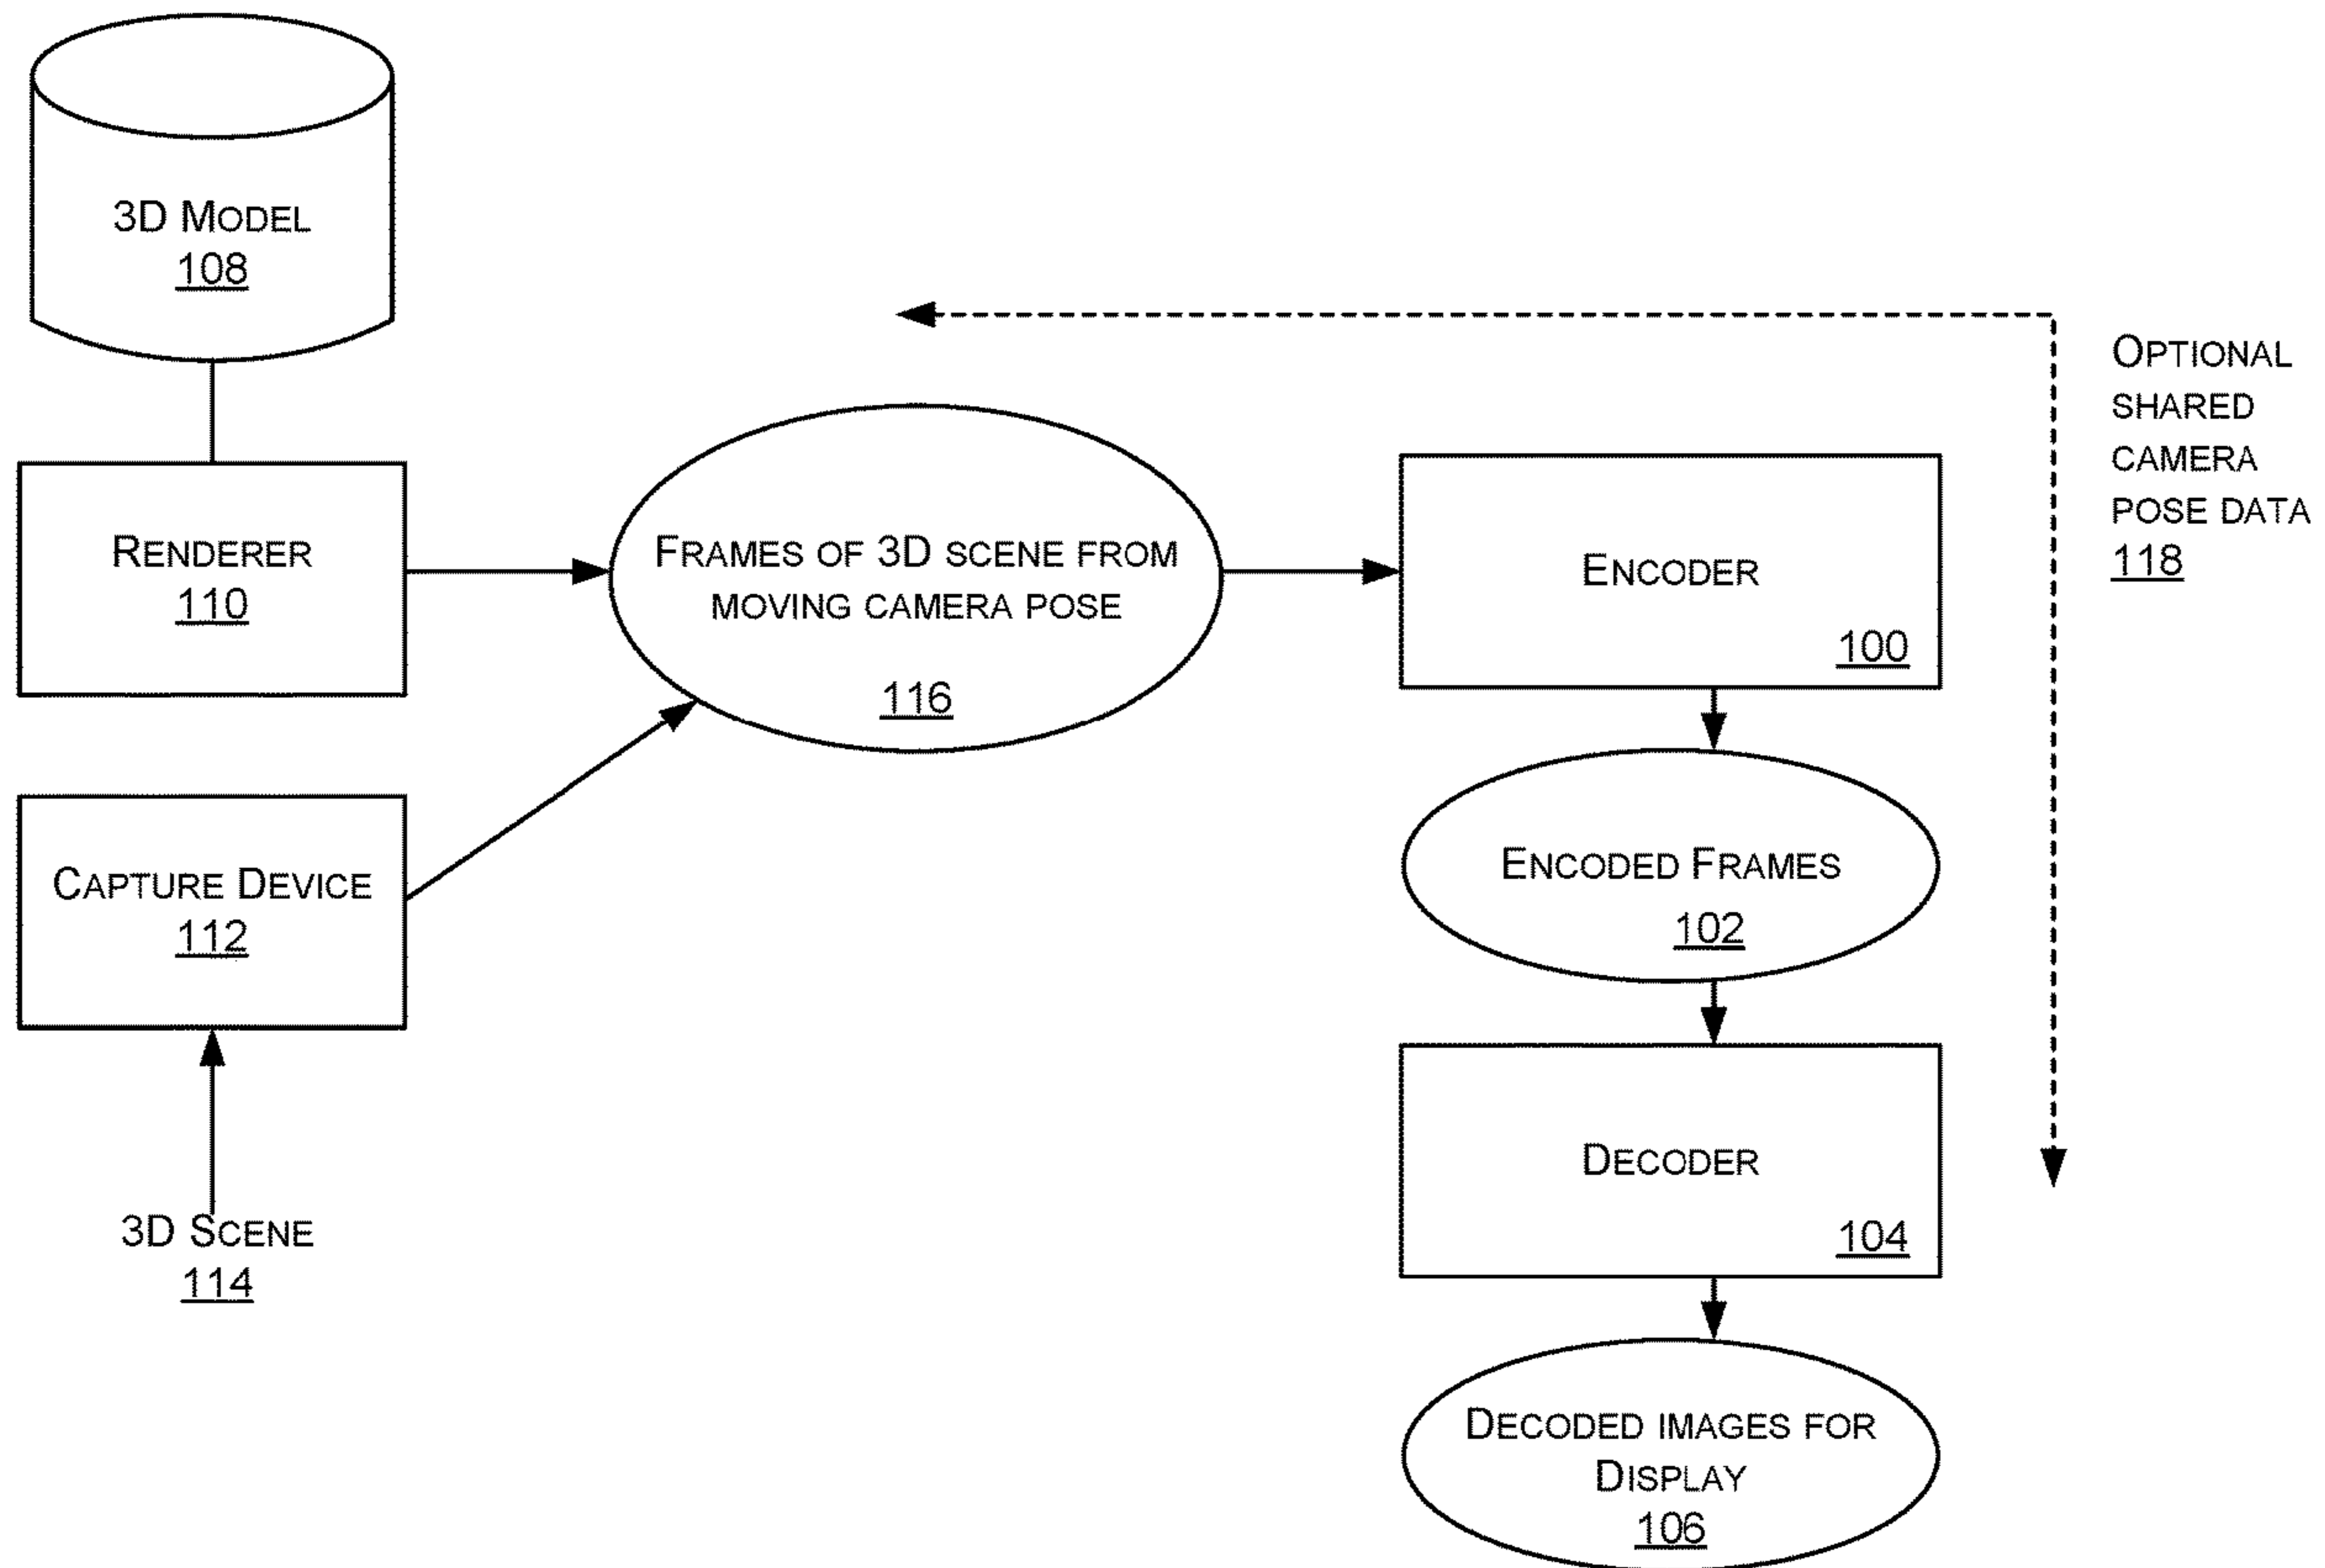 3D MODEL
108
RENDERER
110
CAPTURE DEVICE
112
3D SCENE
114
FRAMES OF 3D SCENE FROM
MOVING CAMERA POSE
116
ENCODER
100
ENCODED FRAMES
102
DECODER
104
DECODED IMAGES FOR
DISPLAY
106
OPTIONAL
SHARED
CAMERA
POSE DATA
118